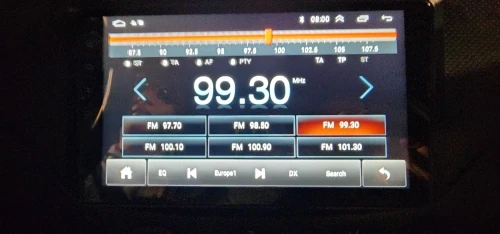 08:00
87.5 90 92.5 95 97.5 100 102.5 105 107.5
ST TA AF PTY TA TP ST
99.30 MHz
FM 97.70 FM 98.50 FM 99.30
FM 100.10 FM 100.90 FM 101.30
EQ Europe1 DX Search